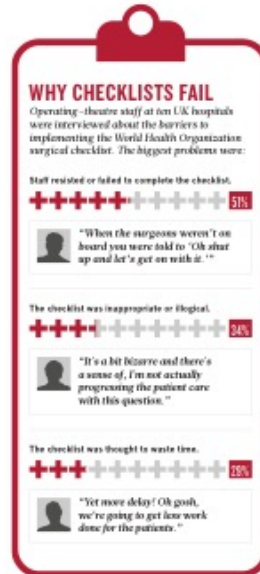 WHY CHECKLISTS FAIL
Operating-theatre staff at ten UK hospitals
were interviewed about the barriers to
implementing the World Health Organization
surgical checklist. The biggest problems were:
Staff resisted or failed to complete the checklist.
51%
"When the surgeons weren't on
board you were told to 'Oh shut
up and let's get on with it.'"
The checklist was inappropriate or illogical.
34%
"It's a bit bizarre and there's
a sense of, I'm not actually
progressing the patient care
with this question."
The checklist was thought to waste time.
29%
"Yet more delay! Oh gosh,
we're going to get less work
done for the patients."